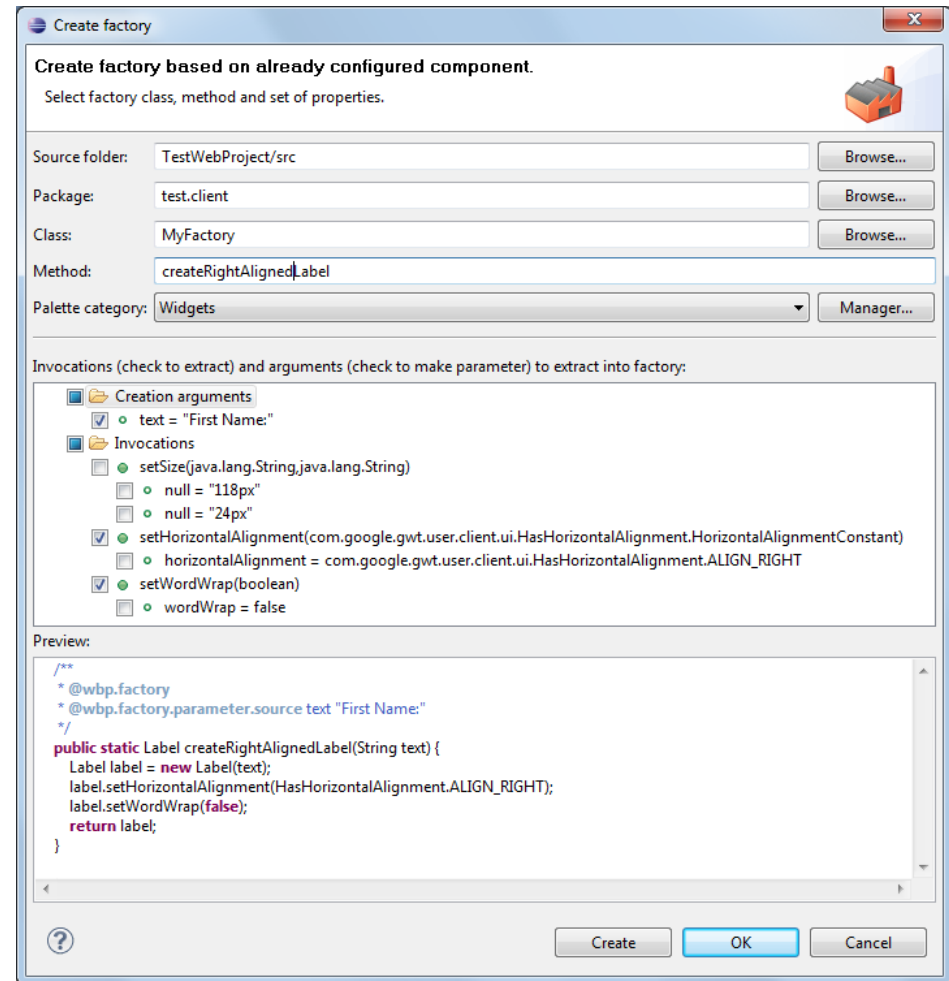 Create factory
Create factory based on already configured component.
Select factory class, method and set of properties.
Source folder: TestWebProject/src Browse...
Package: test.client Browse...
Class: MyFactory Browse...
Method: createRightAlignedLabel
Palette category: Widgets Manager...
Invocations (check to extract) and arguments (check to make parameter) to extract into factory:
Creation arguments
text = "First Name:"
Invocations
setSize(java.lang.String,java.lang.String)
null = "118px"
null = "24px"
setHorizontalAlignment(com.google.gwt.user.client.ui.HasHorizontalAlignment.HorizontalAlignmentConstant)
horizontalAlignment = com.google.gwt.user.client.ui.HasHorizontalAlignment.ALIGN_RIGHT
setWordWrap(boolean)
wordWrap = false
Preview:
/**
* @wbp.factory
* @wbp.factory.parameter.source text "First Name:"
*/
public static Label createRightAlignedLabel(String text) {
Label label = new Label(text);
label.setHorizontalAlignment(HasHorizontalAlignment.ALIGN_RIGHT);
label.setWordWrap(false);
return label;
}
? Create OK Cancel